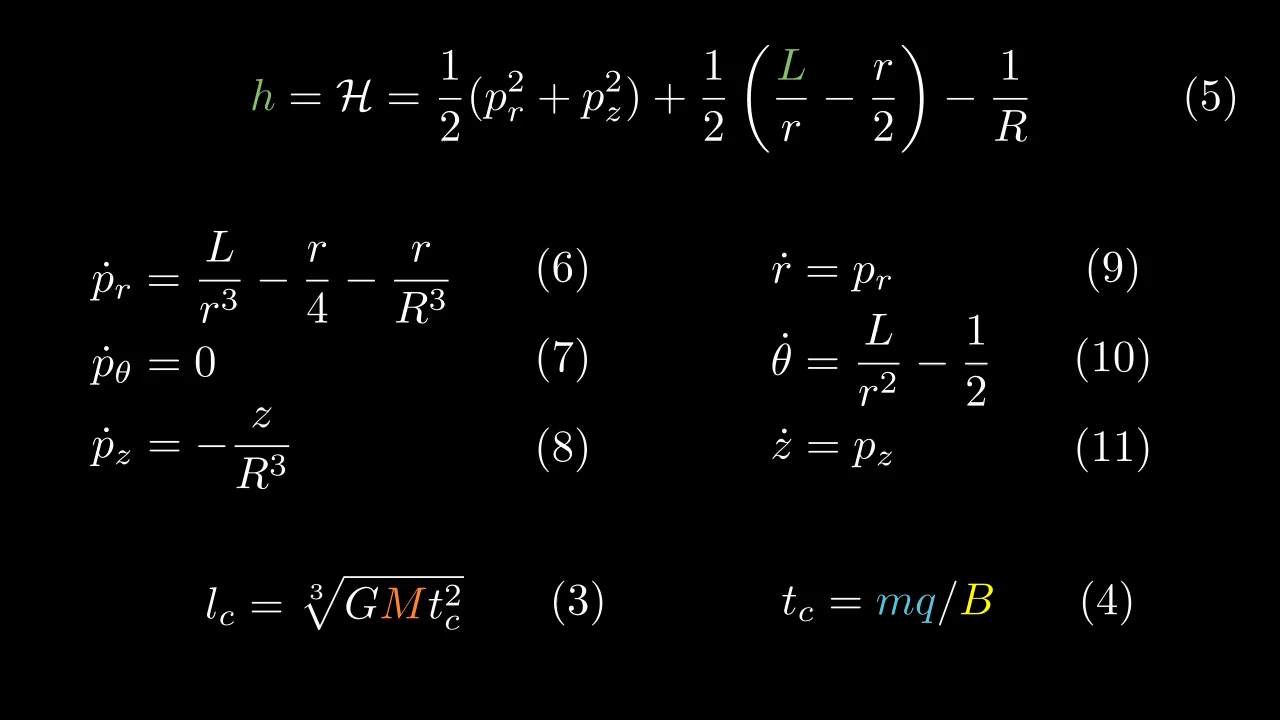 h = ℋ = \frac{1}{2}(p_r^2 + p_z^2) + \frac{1}{2}\left(\frac{L}{r} - \frac{r}{2}\right) - \frac{1}{R} (5)
\dot{p}_r = \frac{L}{r^3} - \frac{r}{4} - \frac{r}{R^3} (6) \dot{r} = p_r (9)
\dot{p}_θ = 0 (7) \dot{θ} = \frac{L}{r^2} - \frac{1}{2} (10)
\dot{p}_z = -\frac{z}{R^3} (8) \dot{z} = p_z (11)
l_c = \sqrt[3]{GMt_c^2} (3) t_c = mq/B (4)